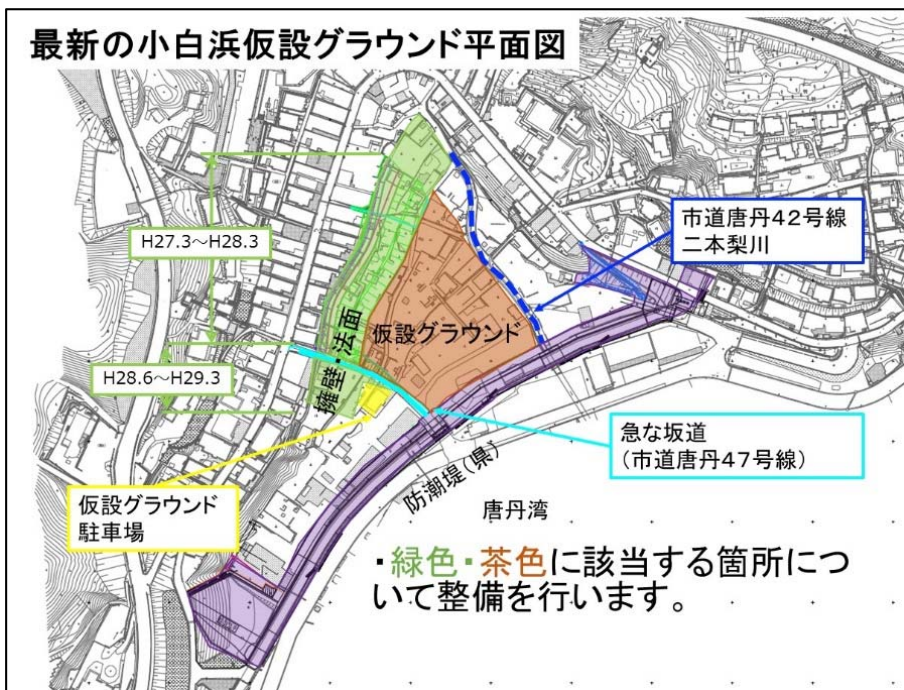 最新の小白浜仮設グラウンド平面図
H27.3～H28.3
市道唐丹42号線
二本梨川
仮設グラウンド
擁壁・法面
H28.6～H29.3
急な坂道
(市道唐丹47号線)
防潮堤(県)
仮設グラウンド
駐車場
唐丹湾
・緑色・茶色に該当する箇所につ
いて整備を行います。